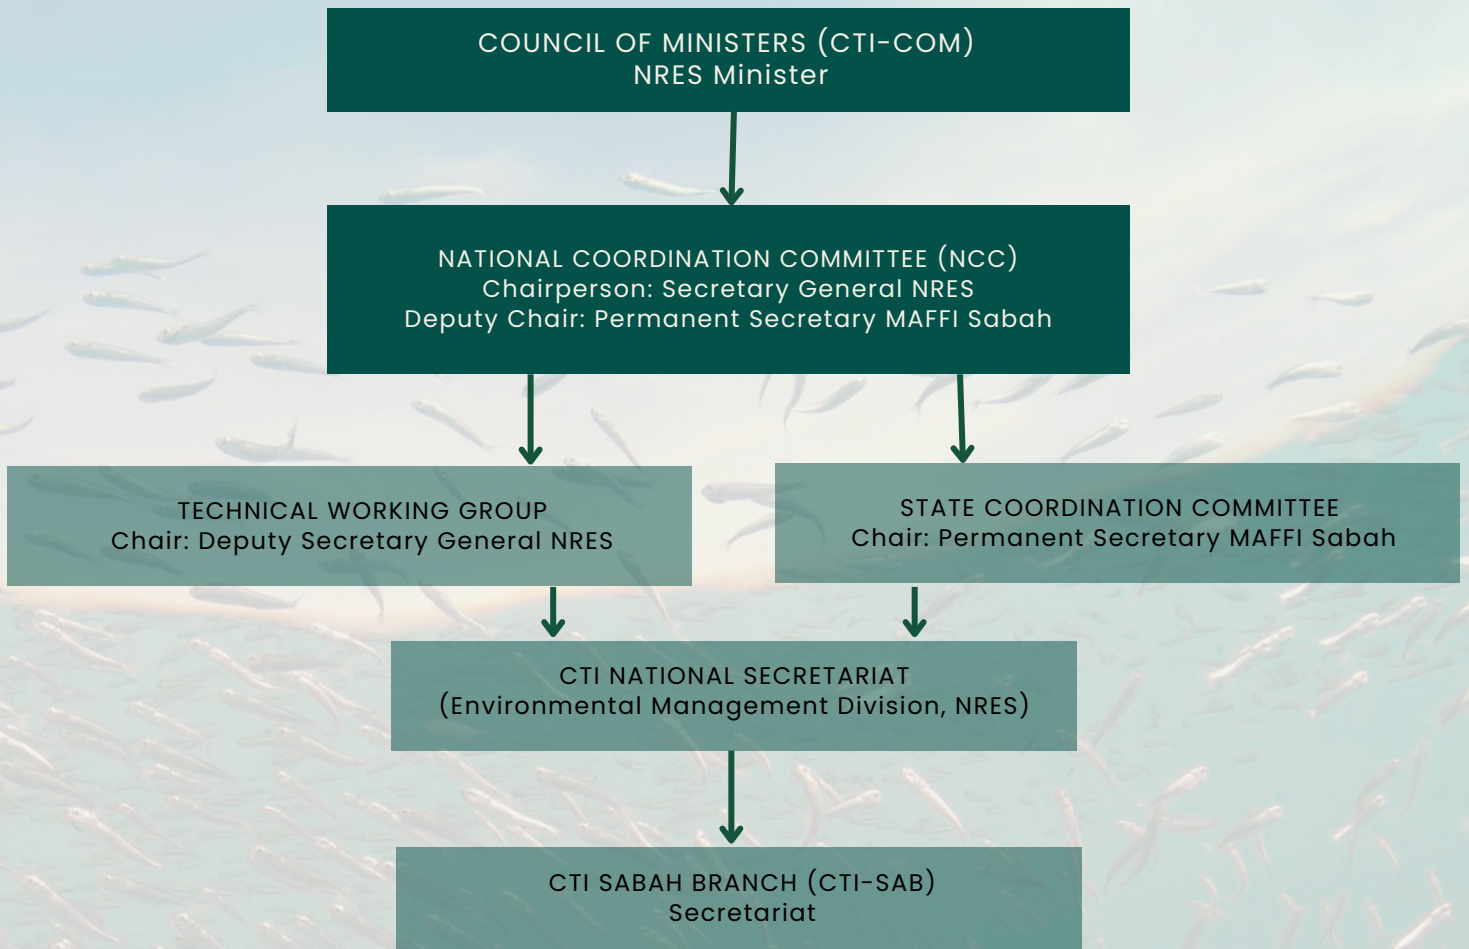 COUNCIL OF MINISTERS (CTI-COM)
NRES Minister
NATIONAL COORDINATION COMMITTEE (NCC)
Chairperson: Secretary General NRES
Deputy Chair: Permanent Secretary MAFFI Sabah
TECHNICAL WORKING GROUP
Chair: Deputy Secretary General NRES
STATE COORDINATION COMMITTEE
Chair: Permanent Secretary MAFFI Sabah
CTI NATIONAL SECRETARIAT
(Environmental Management Division, NRES)
CTI SABAH BRANCH (CTI-SAB)
Secretariat